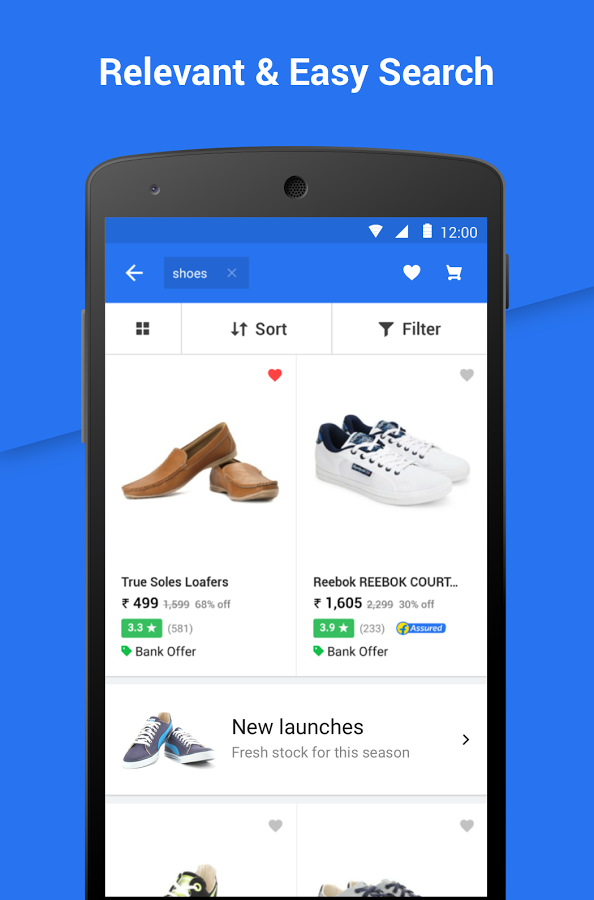 Relevant & Easy Search
12:00
shoes
Sort
Filter
True Soles Loafers
₹ 499 1,599 68% off
3.3 ★ (581)
Bank Offer
Reebok REEBOK COURT...
₹ 1,605 2,299 30% off
3.9 ★ (233) Assured
Bank Offer
New launches
Fresh stock for this season